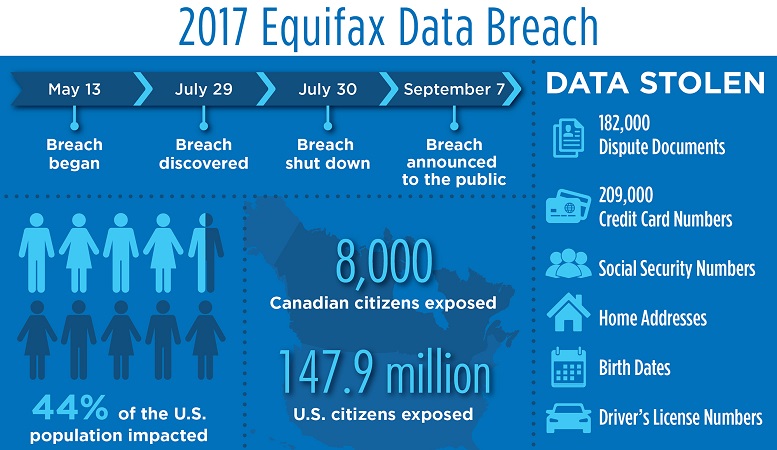 2017 Equifax Data Breach
May 13
July 29
July 30
September 7
Breach
began
Breach
discovered
Breach
shut down
Breach
announced
to the public
DATA STOLEN
182,000
Dispute Documents
209,000
Credit Card Numbers
Social Security Numbers
Home Addresses
Birth Dates
Driver's License Numbers
44% of the U.S.
population impacted
8,000
Canadian citizens exposed
147.9 million
U.S. citizens exposed